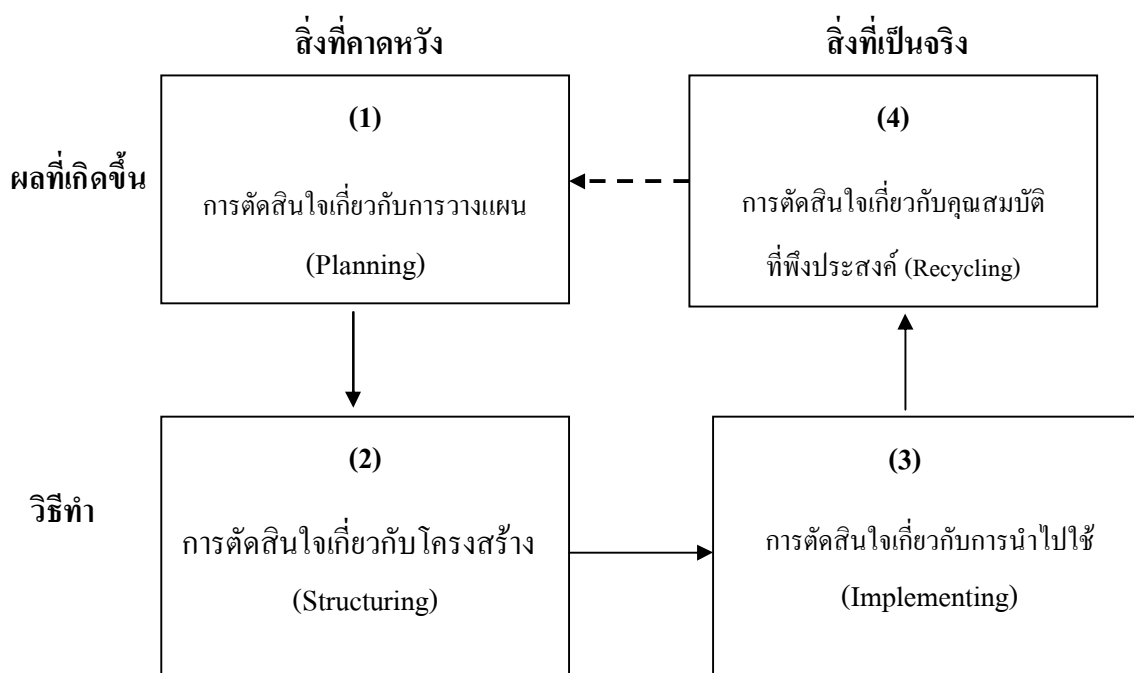 สิ่งที่คาดหวัง
สิ่งที่เป็นจริง
ผลที่เกิดขึ้น
(1)
การตัดสินใจเกี่ยวกับการวางแผน
(Planning)
(4)
การตัดสินใจเกี่ยวกับคุณสมบัติ
ที่พึงประสงค์ (Recycling)
วิธีทำ
(2)
การตัดสินใจเกี่ยวกับโครงสร้าง
(Structuring)
(3)
การตัดสินใจเกี่ยวกับการนำไปใช้
(Implementing)